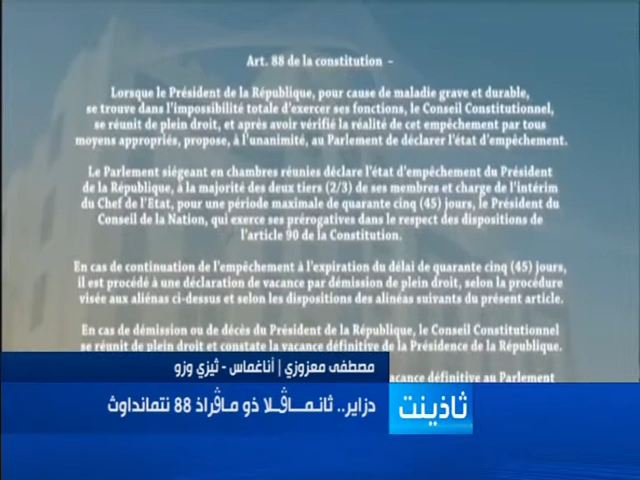 Art. 88 de la constitution –
Lorsque le Président de la République, pour cause de maladie grave et durable,
se trouve dans l'impossibilité totale d'exercer ses fonctions, le Conseil Constitutionnel,
se réunit de plein droit, et après avoir vérifié la réalité de cet empêchement par tous
moyens appropriés, propose, à l'unanimité, au Parlement de déclarer l'état d'empêchement.
Le Parlement siégeant en chambres réunies déclare l'état d'empêchement du Président
de la République, à la majorité des deux tiers (2/3) de ses membres et charge de l'intérim
du Chef de l'Etat, pour une période maximale de quarante cinq (45) jours, le Président du
Conseil de la Nation, qui exerce ses prérogatives dans le respect des dispositions de
l'article 90 de la Constitution.
En cas de continuation de l'empêchement à l'expiration du délai de quarante cinq (45) jours,
il est procédé à une déclaration de vacance par démission de plein droit, selon la procédure
visée aux aliénas ci-dessus et selon les dispositions des alinéas suivants du présent article.
En cas de démission ou de décès du Président de la République, le Conseil Constitutionnel
se réunit de plein droit et constate la vacance définitive de la Présidence de la République.
vacance définitive au Parlement
مصطفى معزوزي | أناغماس - ثيزي وزو
ثاذينت
دزاير.. ثانمـــاڨـلا ذو ماڨراذ 88 نتمانداوث